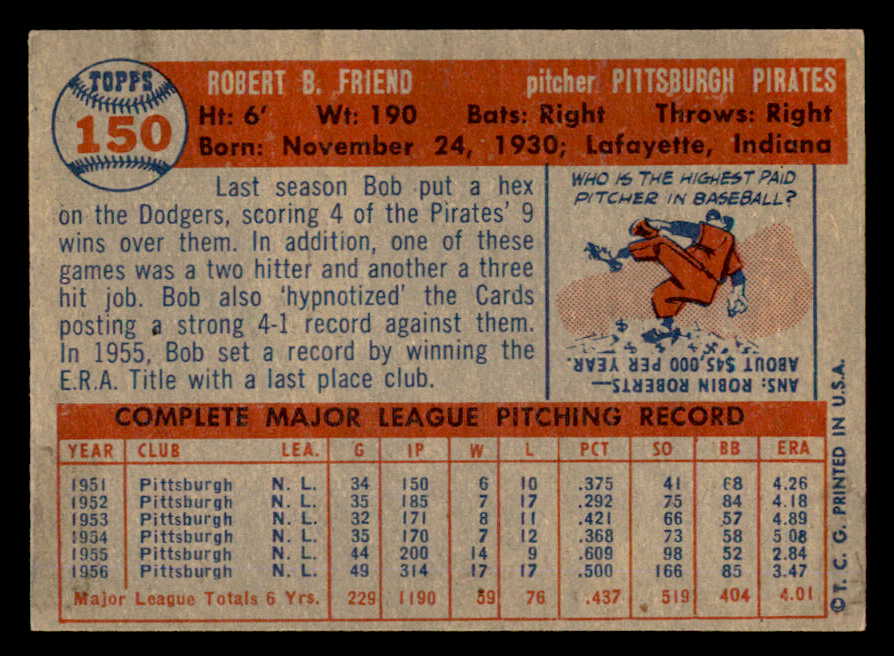 TOPPS
150
ROBERT B. FRIEND pitcher PITTSBURGH PIRATES
Ht: 6' Wt: 190 Bats: Right Throws: Right
Born: November 24, 1930; Lafayette, Indiana
Last season Bob put a hex
on the Dodgers, scoring 4 of the Pirates' 9
wins over them. In addition, one of these
games was a two hitter and another a three
hit job. Bob also 'hypnotized' the Cards
posting a strong 4-1 record against them.
In 1955, Bob set a record by winning the
E.R.A. Title with a last place club.
WHO IS THE HIGHEST PAID
PITCHER IN BASEBALL?
ANS: ROBIN ROBERTS—
ABOUT $45,000 PER YEAR.
COMPLETE MAJOR LEAGUE PITCHING RECORD
YEAR CLUB LEA. G IP W L PCT SO BB ERA
1951 Pittsburgh N. L. 34 150 6 10 .375 41 68 4.26
1952 Pittsburgh N. L. 35 185 7 17 .292 75 84 4.18
1953 Pittsburgh N. L. 32 171 8 11 .421 66 57 4.89
1954 Pittsburgh N. L. 35 170 7 12 .368 73 58 5 08
1955 Pittsburgh N. L. 44 200 14 9 .609 98 52 2.84
1956 Pittsburgh N. L. 49 314 17 17 .500 166 85 3.47
Major League Totals 6 Yrs. 229 1190 59 76 .437 519 404 4.01
©T. C. G. PRINTED IN U.S.A.